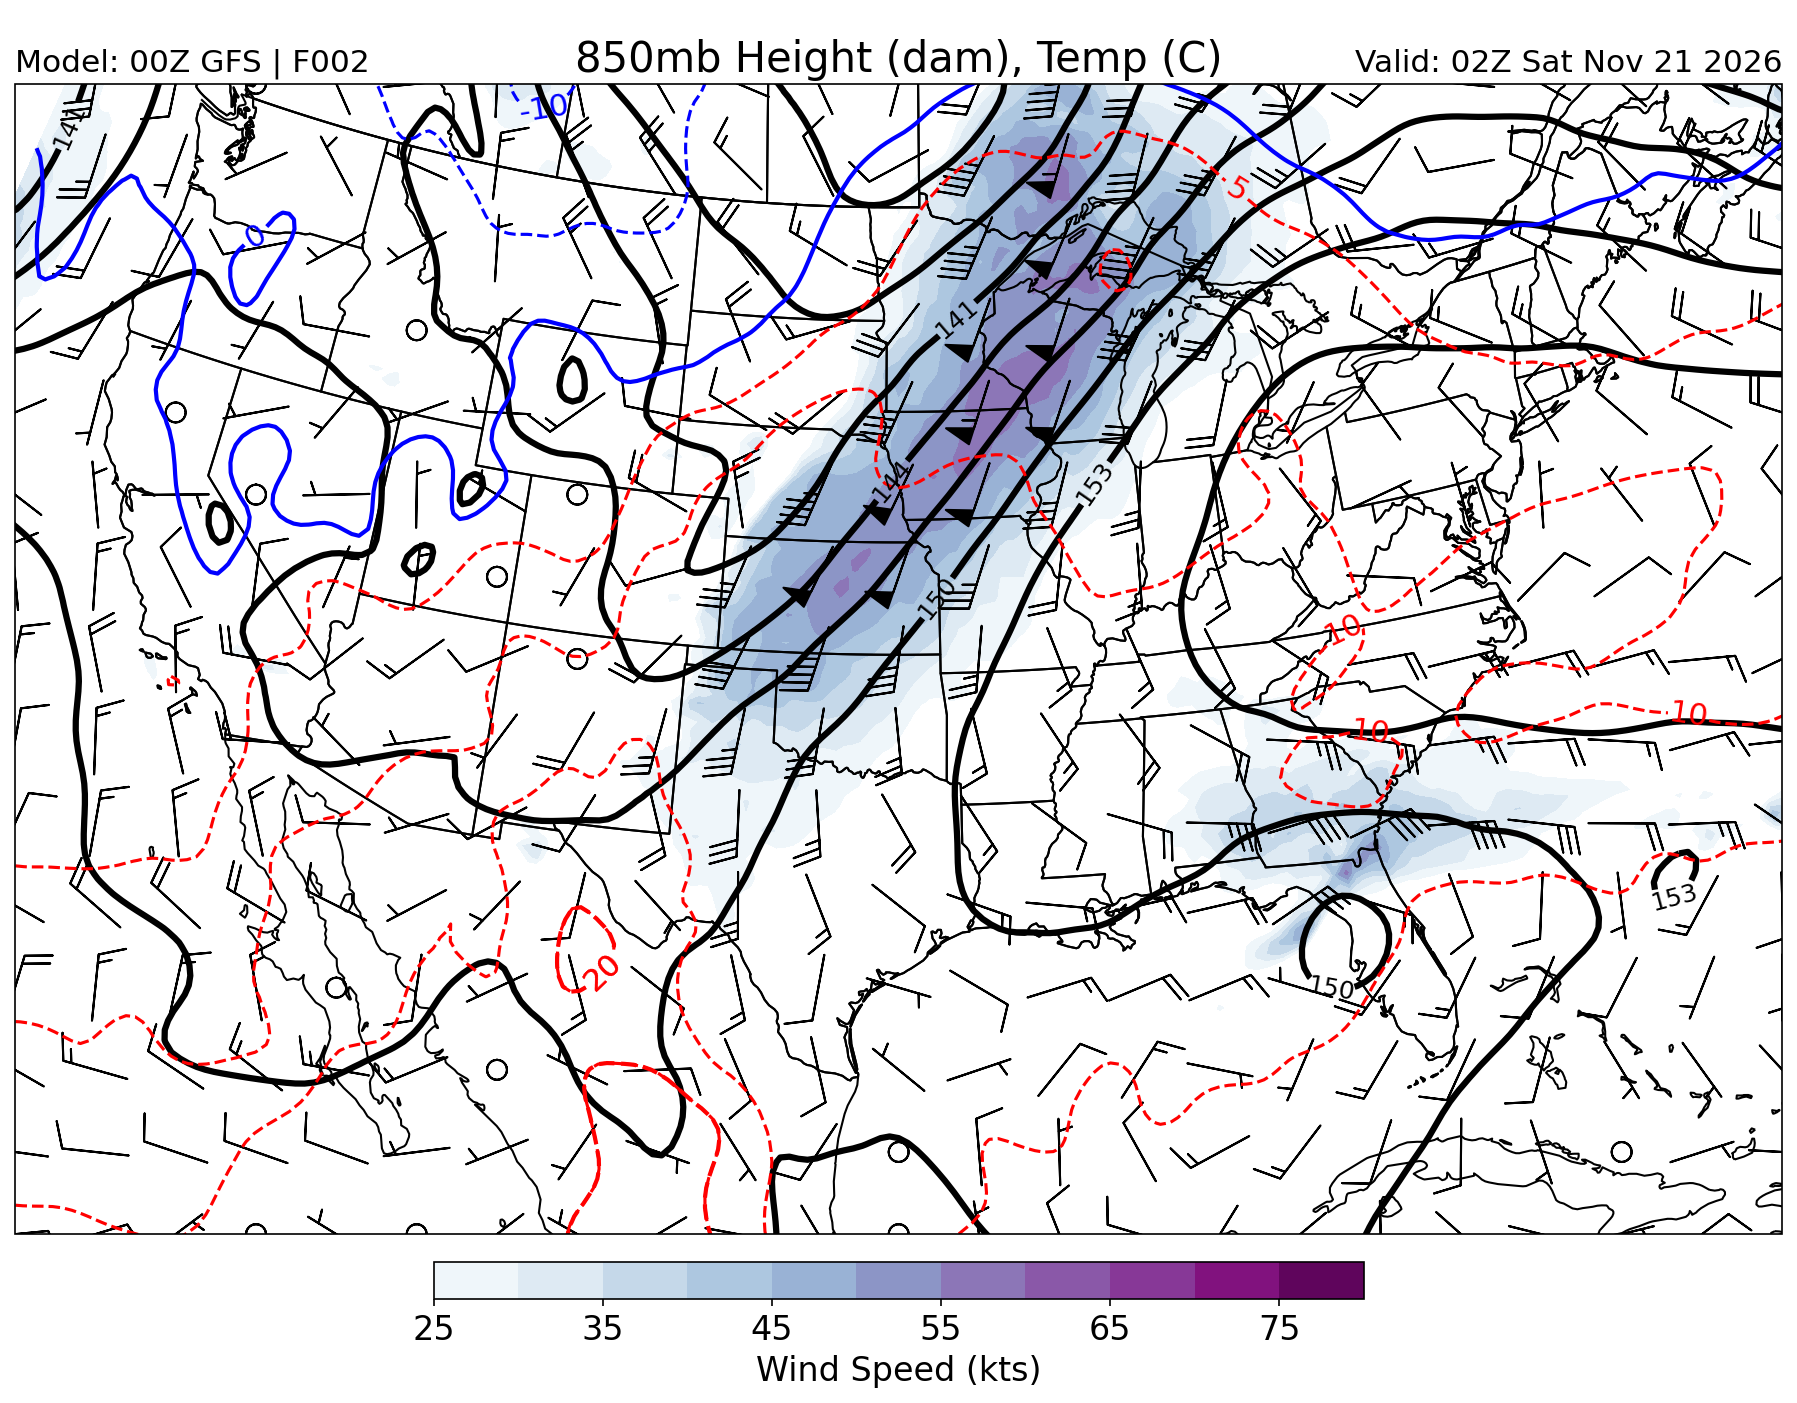 Model: 00Z GFS | F002
850mb Height (dam), Temp (C)
Valid: 02Z Sat Nov 21 2026
-10
5
0
141
144
153
150
10
10
10
20
153
150
25 35 45 55 65 75
Wind Speed (kts)